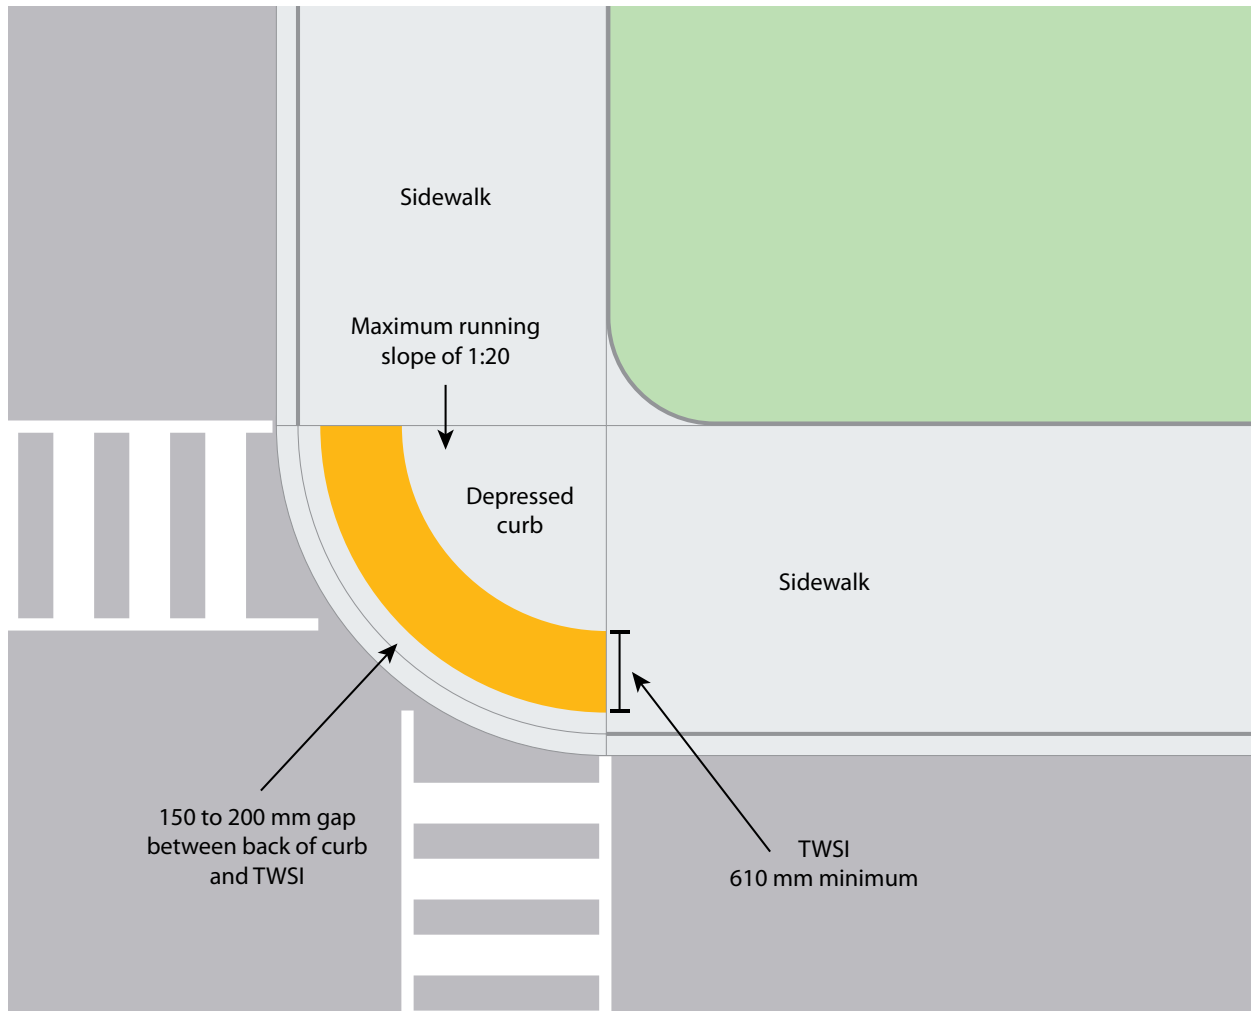 Sidewalk
Maximum running
slope of 1:20
Depressed
curb
Sidewalk
150 to 200 mm gap
between back of curb
and TWSI
TWSI
610 mm minimum